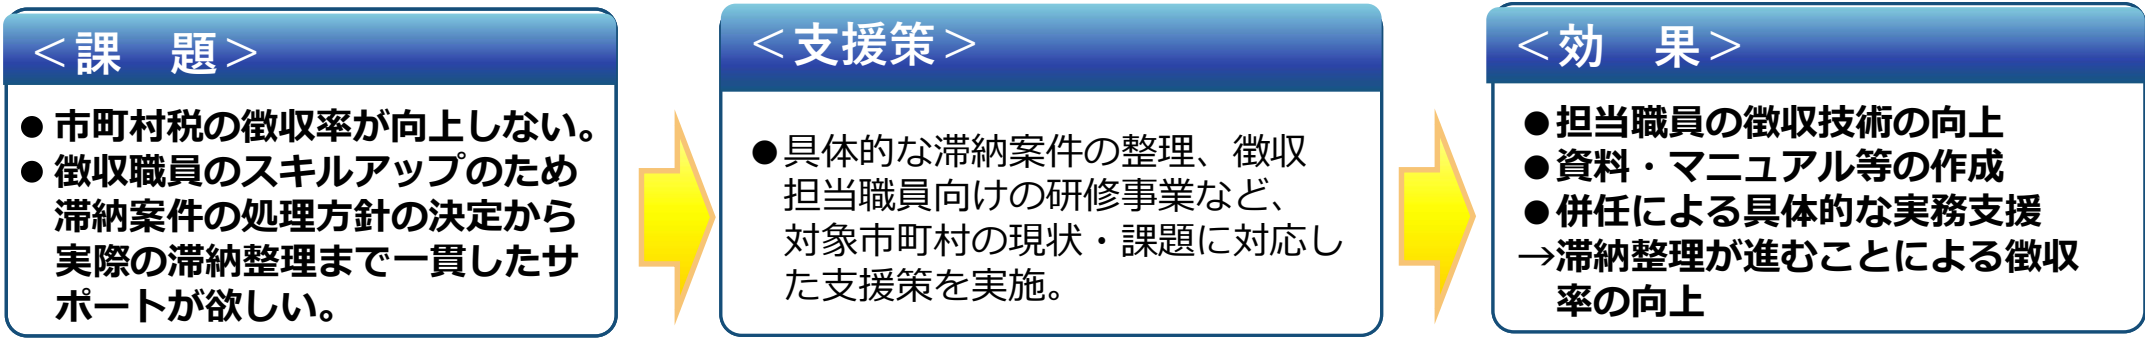 ＜課　題＞
● 市町村税の徴収率が向上しない。
● 徴収職員のスキルアップのため
滞納案件の処理方針の決定から
実際の滞納整理まで一貫したサ
ポートが欲しい。
＜支援策＞
●具体的な滞納案件の整理、徴収
担当職員向けの研修事業など、
対象市町村の現状・課題に対応し
た支援策を実施。
＜効　果＞
●担当職員の徴収技術の向上
●資料・マニュアル等の作成
●併任による具体的な実務支援
→滞納整理が進むことによる徴収
率の向上